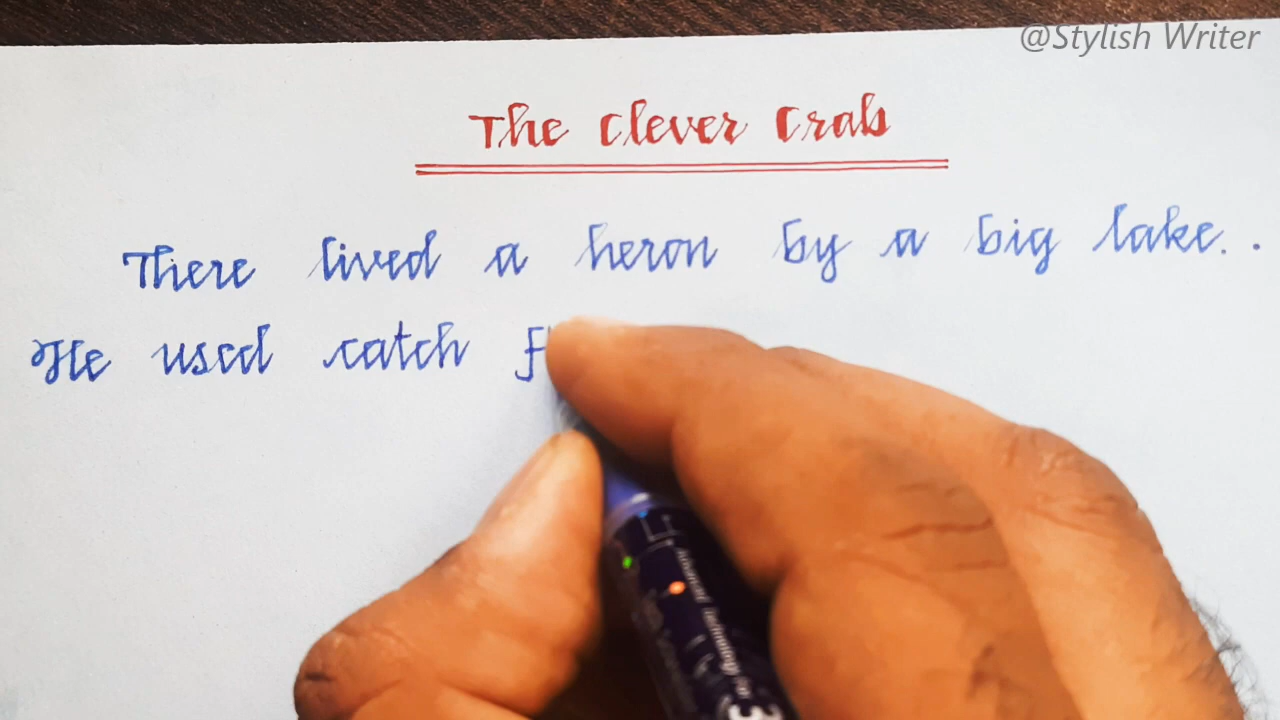 @Stylish Writer
The Clever Crab
There lived a heron by a big lake. .
He used catch f